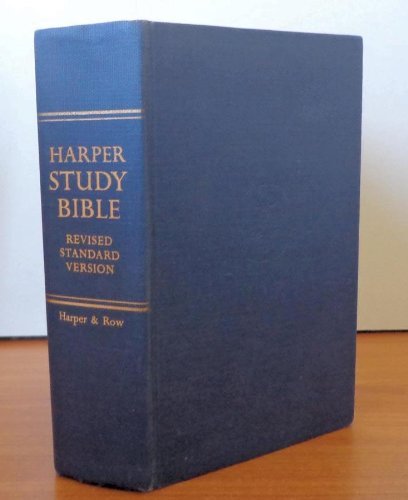 HARPER
STUDY
BIBLE
REVISED
STANDARD
VERSION
Harper & Row